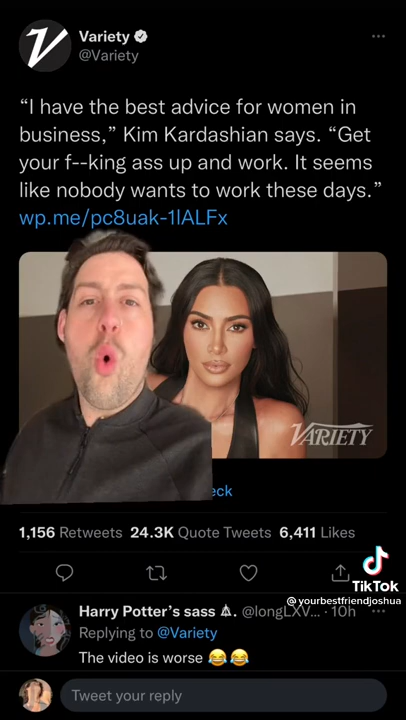 Variety
@Variety
“I have the best advice for women in
business,” Kim Kardashian says. “Get
your f--king ass up and work. It seems
like nobody wants to work these days.”
wp.me/pc8uak-1lALFx
VARIETY
eck
1,156 Retweets 24.3K Quote Tweets 6,411 Likes
TikTok
@yourbestfriendjoshua
Harry Potter’s sass. @longLXV... · 10h
Replying to @Variety
The video is worse 😂😂
Tweet your reply